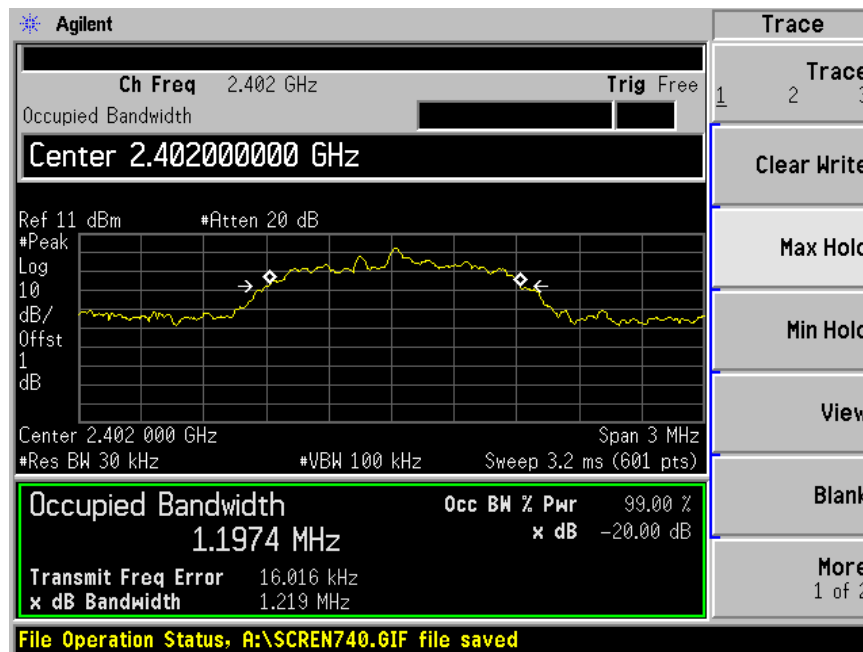 Agilent
Trace
Ch Freq 2.402 GHz
Trig Free
Occupied Bandwidth
Center 2.402000000 GHz
Ref 11 dBm
#Atten 20 dB
#Peak
Log
10
dB/
Offst
1
dB
Center 2.402 000 GHz
Span 3 MHz
#Res BW 30 kHz
#VBW 100 kHz
Sweep 3.2 ms (601 pts)
Occupied Bandwidth
1.1974 MHz
Occ BW % Pwr 99.00 %
x dB -20.00 dB
Transmit Freq Error 16.016 kHz
x dB Bandwidth 1.219 MHz
Trace
1 2 3
Clear Write
Max Hold
Min Hold
View
Blank
More
1 of 2
File Operation Status, A:\SCREN740.GIF file saved